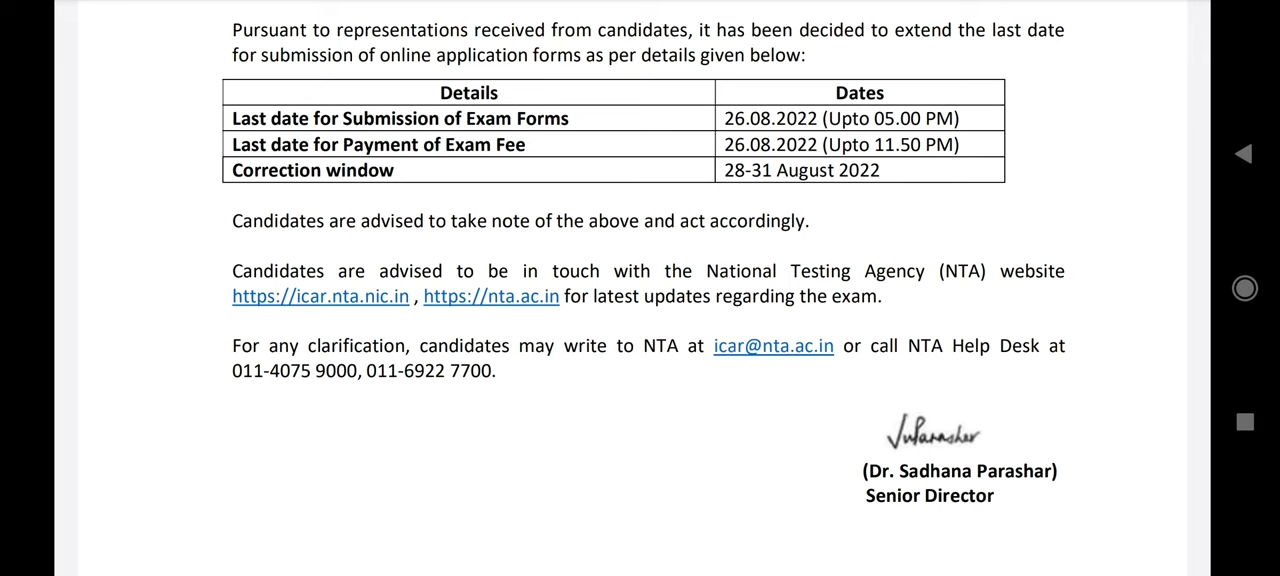 Pursuant to representations received from candidates, it has been decided to extend the last date
for submission of online application forms as per details given below:
Details Dates
Last date for Submission of Exam Forms 26.08.2022 (Upto 05.00 PM)
Last date for Payment of Exam Fee 26.08.2022 (Upto 11.50 PM)
Correction window 28-31 August 2022
Candidates are advised to take note of the above and act accordingly.
Candidates are advised to be in touch with the National Testing Agency (NTA) website
https://icar.nta.nic.in , https://nta.ac.in for latest updates regarding the exam.
For any clarification, candidates may write to NTA at icar@nta.ac.in or call NTA Help Desk at
011-4075 9000, 011-6922 7700.
(Dr. Sadhana Parashar)
Senior Director